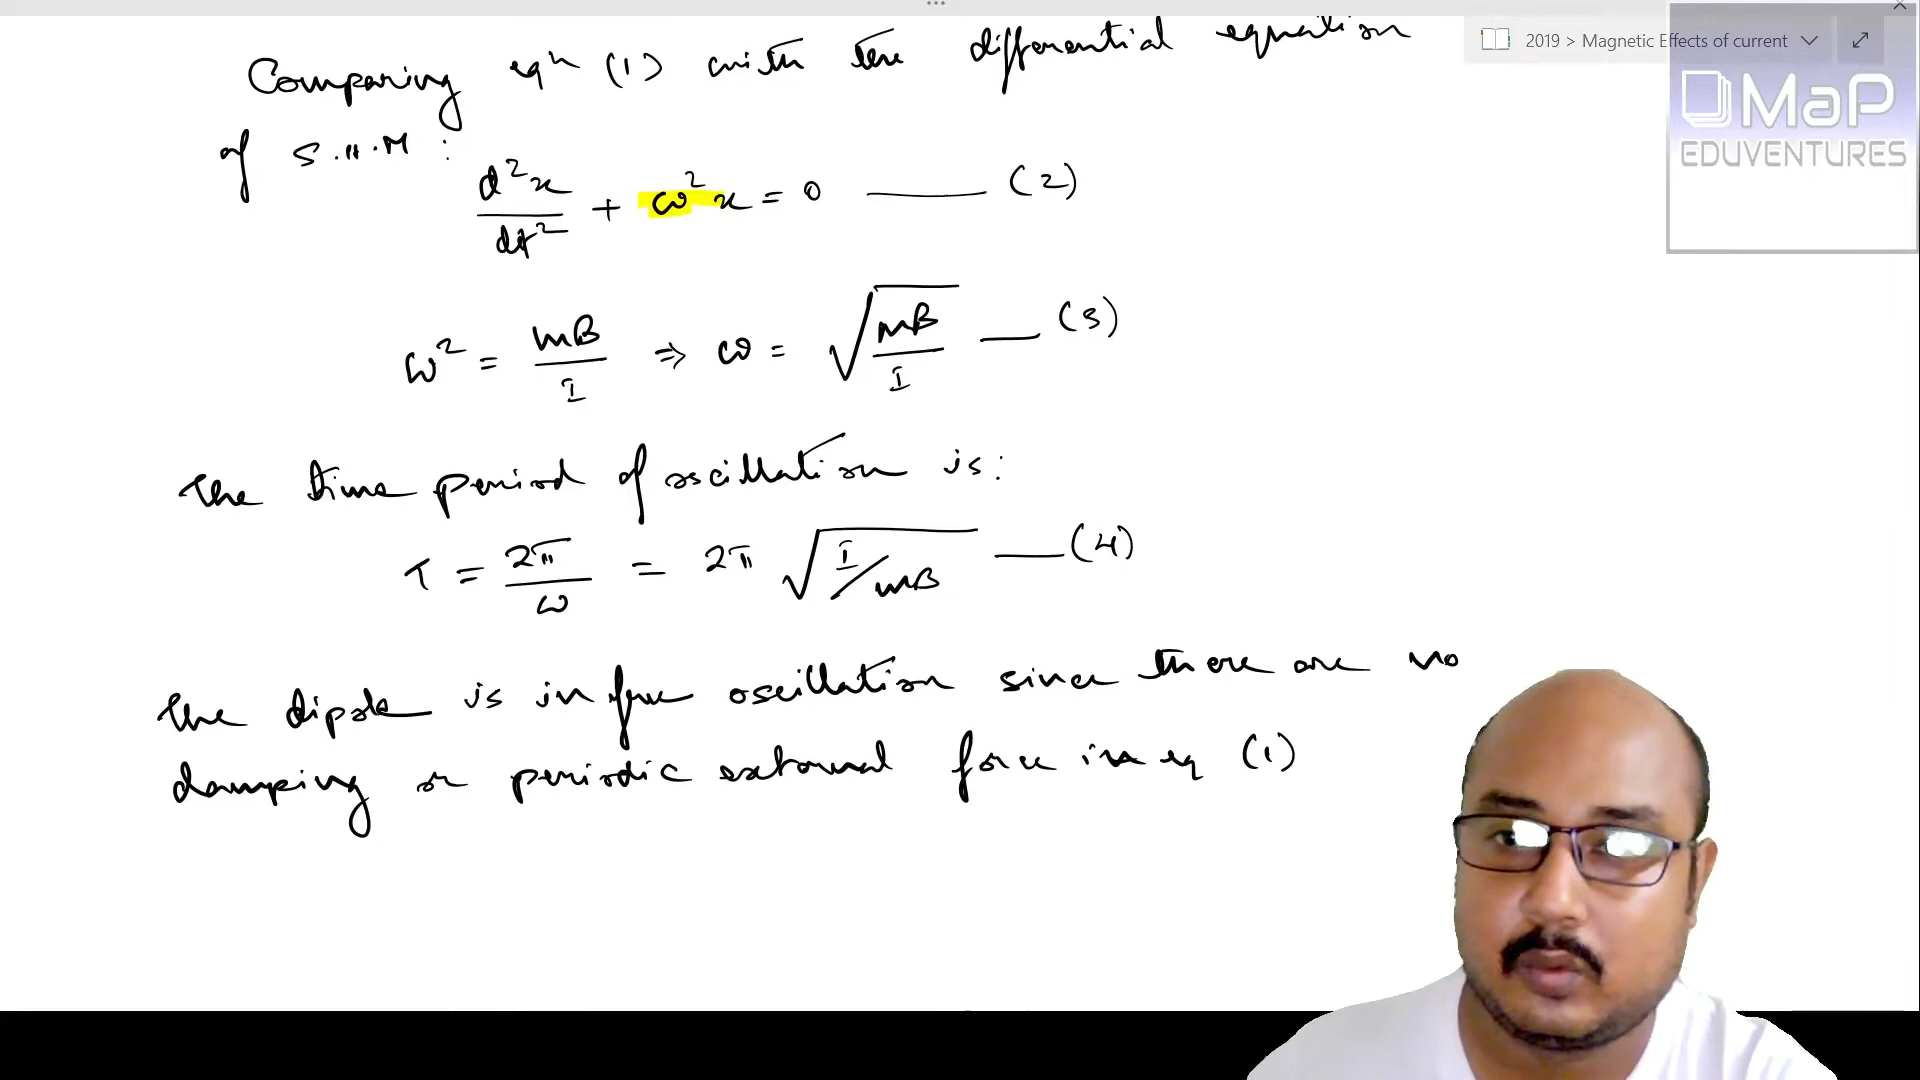 Comparing eqn (1) with the differential equation
of S.H.M :
d²x/dt² + ω²x = 0 ——— (2)
ω² = mB/I ⇒ ω = √(mB/I) — (3)
The time period of oscillation is:
T = 2π/ω = 2π √(I/mB) — (4)
The dipole is in free oscillation since there are no
damping or periodic external force in eq (1)
2019 > Magnetic Effects of current
MaP
EDUVENTURES